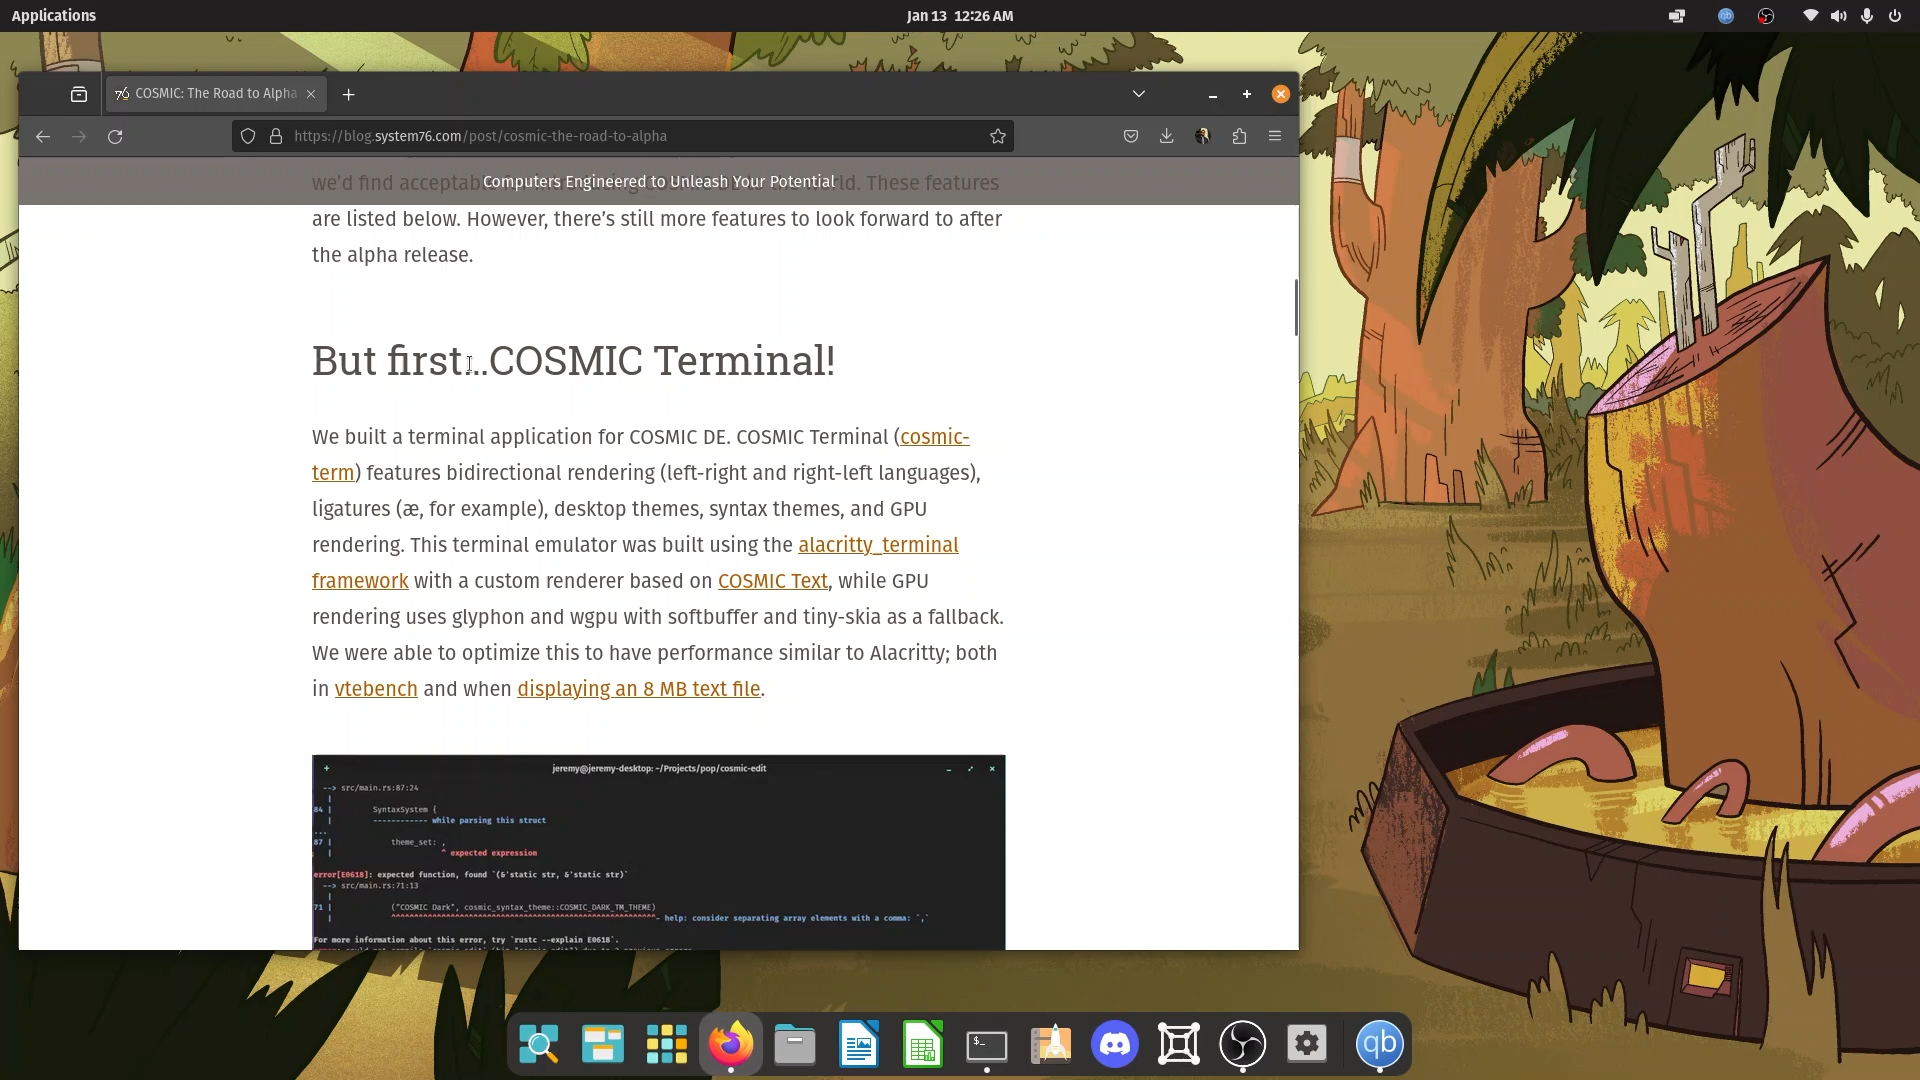 Applications
Jan 13 12:26 AM
COSMIC: The Road to Alpha
https://blog.system76.com/post/cosmic-the-road-to-alpha
Computers Engineered to Unleash Your Potential
we'd find acceptable These features
are listed below. However, there's still more features to look forward to after
the alpha release.
But first...COSMIC Terminal!
We built a terminal application for COSMIC DE. COSMIC Terminal (cosmic-
term) features bidirectional rendering (left-right and right-left languages),
ligatures (æ, for example), desktop themes, syntax themes, and GPU
rendering. This terminal emulator was built using the alacritty_terminal
framework with a custom renderer based on COSMIC Text, while GPU
rendering uses glyphon and wgpu with softbuffer and tiny-skia as a fallback.
We were able to optimize this to have performance similar to Alacritty; both
in vtebench and when displaying an 8 MB text file.
jeremy@jeremy-desktop: ~/Projects/pop/cosmic-edit
--> src/main.rs:87:24
|
84 | SyntaxSystem {
| ------------ while parsing this struct
...
87 | theme_set: ,
| ^ expected expression
error[E0618]: expected function, found `(&'static str, &'static str)`
--> src/main.rs:71:13
|
71 | ("COSMIC Dark", cosmic_syntax_theme::COSMIC_DARK_TM_THEME)
| - help: consider separating array elements with a comma: `,`
For more information about this error, try `rustc --explain E0618`.
$_
qb